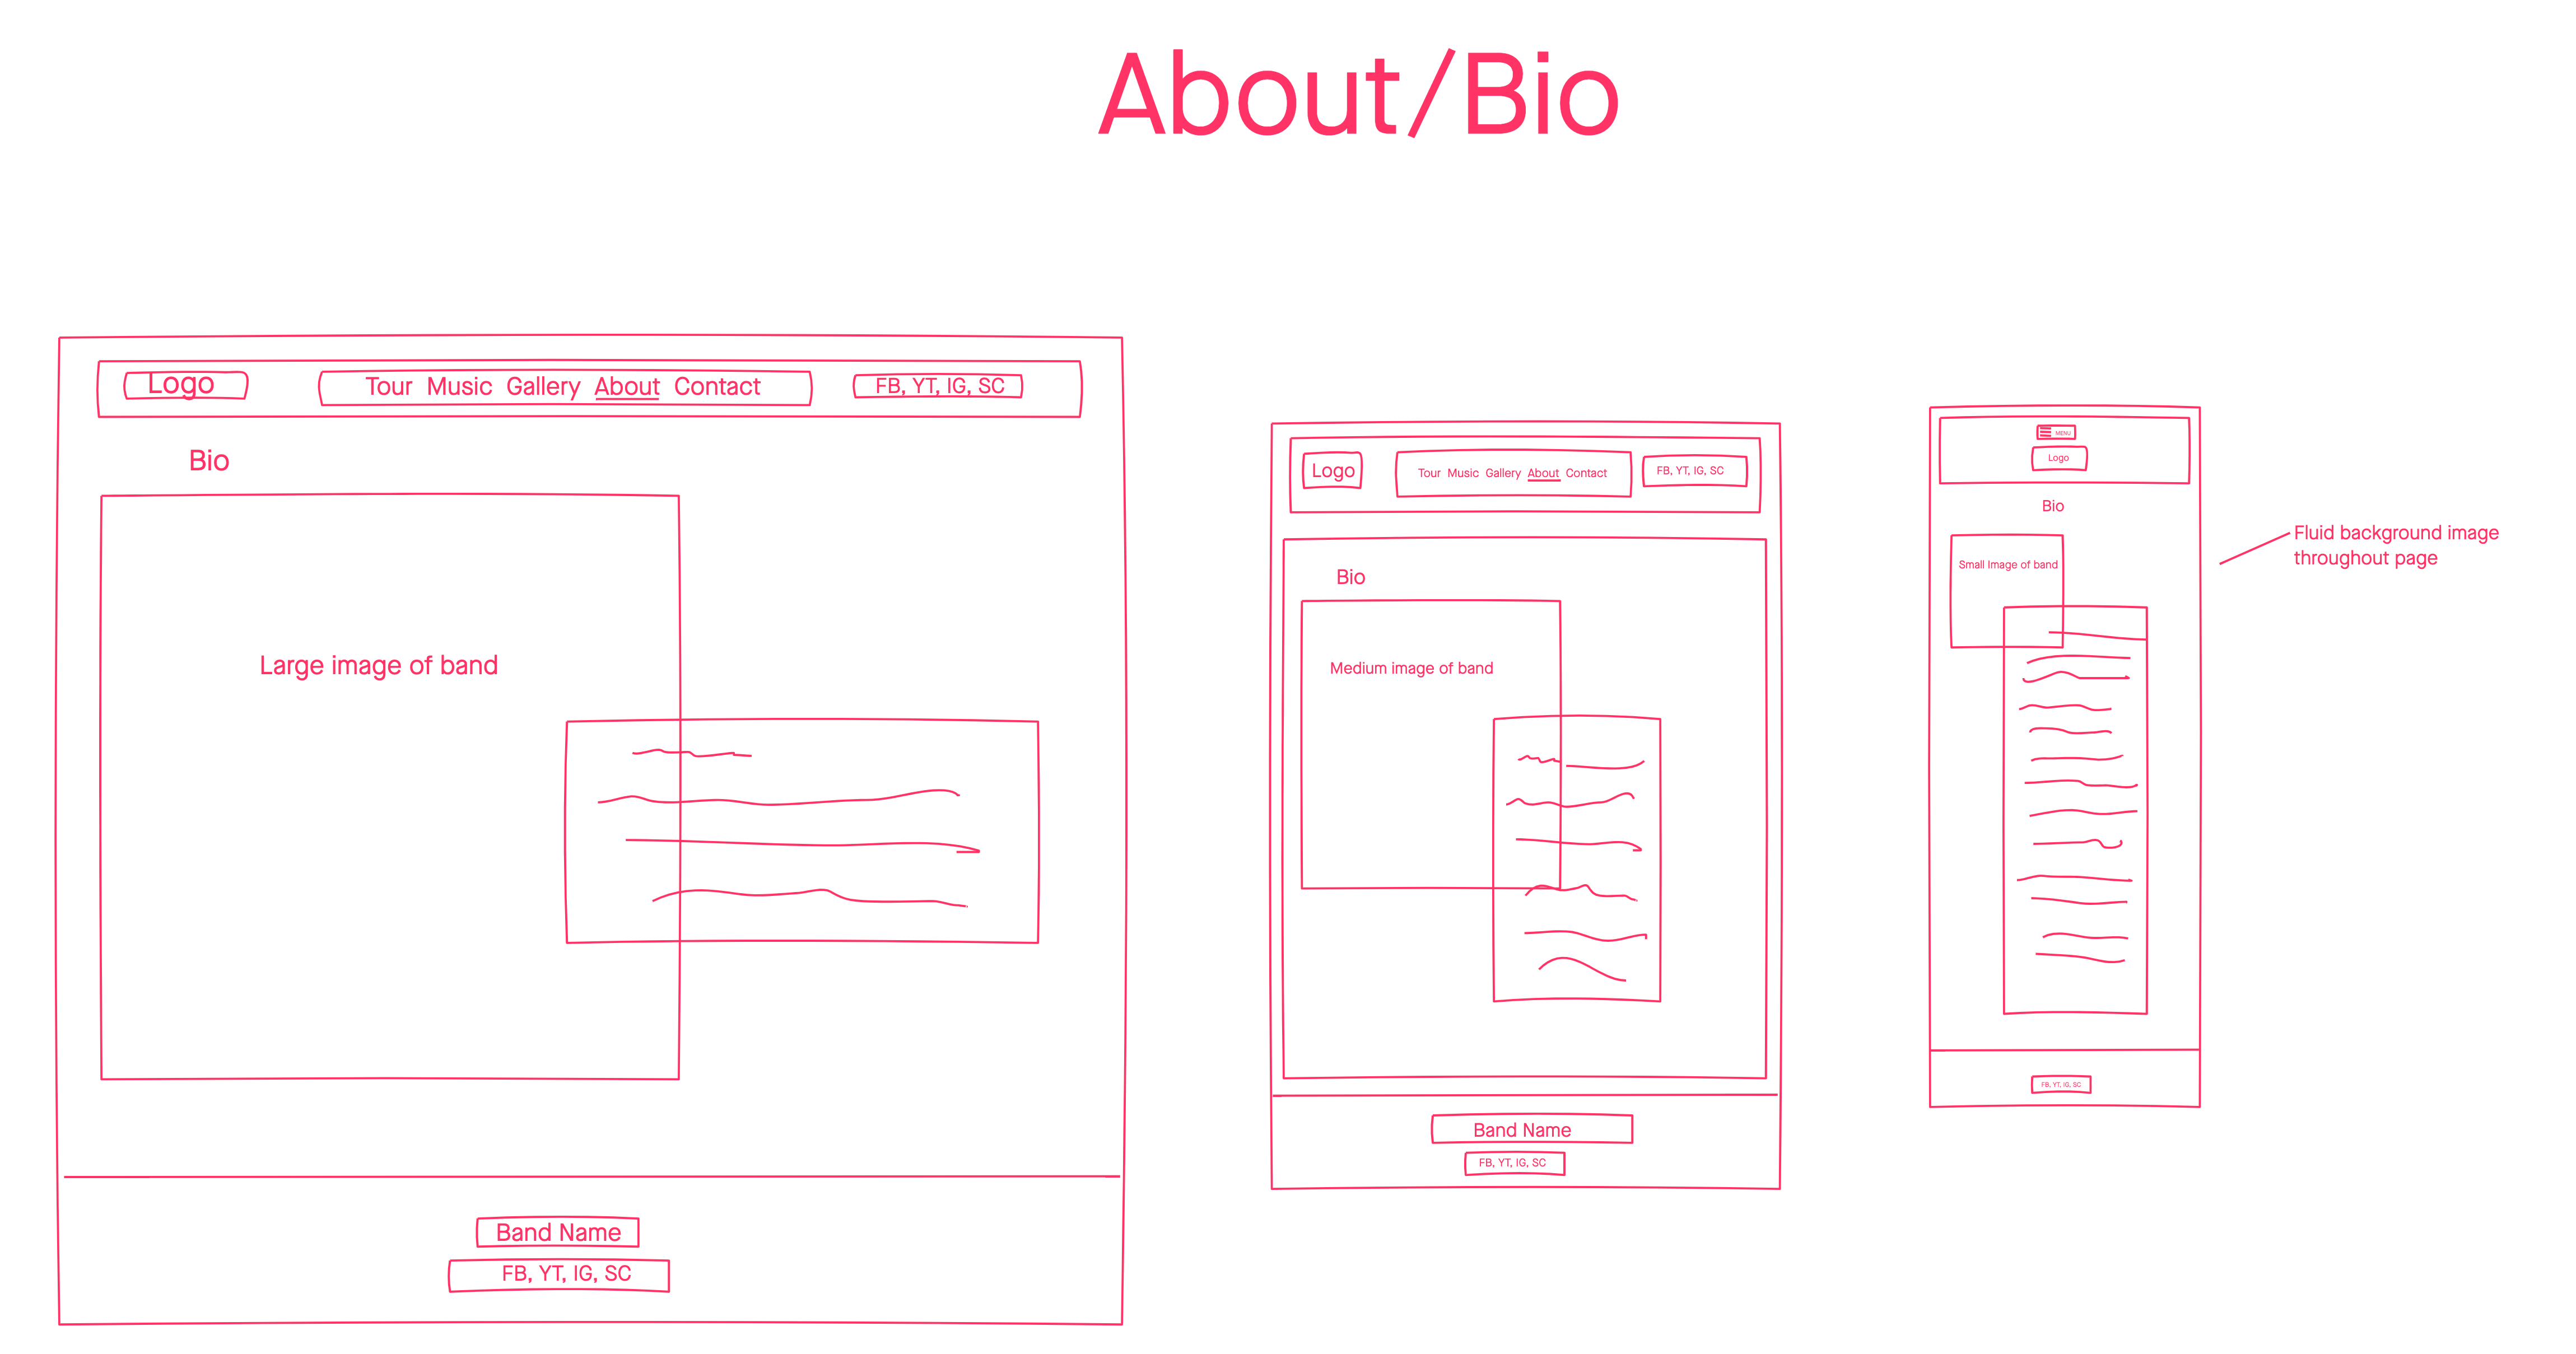 About/Bio
Logo
Tour Music Gallery About Contact
FB, YT, IG, SC
Bio
Large image of band
Band Name
FB, YT, IG, SC
Logo
Tour Music Gallery About Contact
FB, YT, IG, SC
Bio
Medium image of band
Band Name
FB, YT, IG, SC
MENU
Logo
Bio
Small Image of band
FB, YT, IG, SC
Fluid background image
throughout page